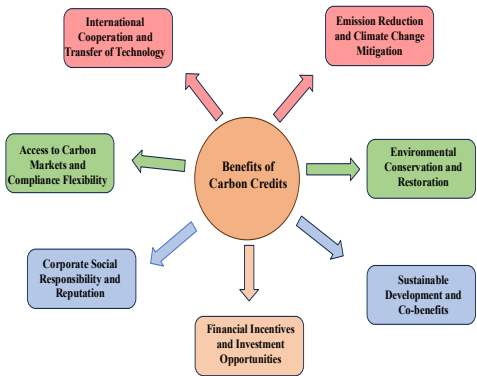 International
Cooperation and
Transfer of Technology
Emission Reduction
and Climate Change
Mitigation
Access to Carbon
Markets and
Compliance Flexibility
Benefits of
Carbon Credits
Environmental
Conservation and
Restoration
Corporate Social
Responsibility and
Reputation
Sustainable
Development and
Co-benefits
Financial Incentives
and Investment
Opportunities